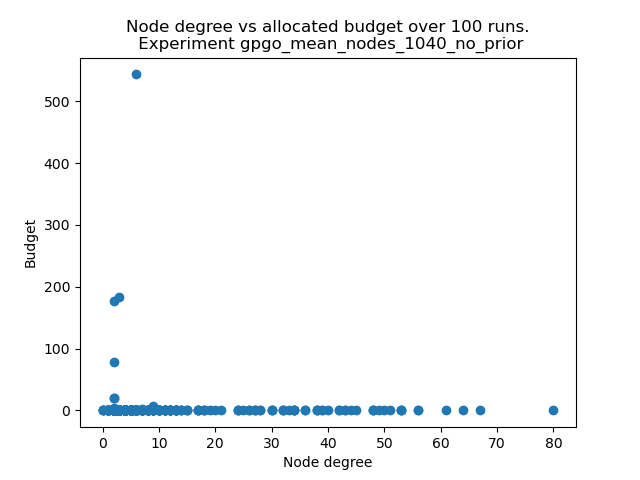 Node degree vs allocated budget over 100 runs.
Experiment gpgo_mean_nodes_1040_no_prior
500
400
300
200
100
0
Budget
0 10 20 30 40 50 60 70 80
Node degree